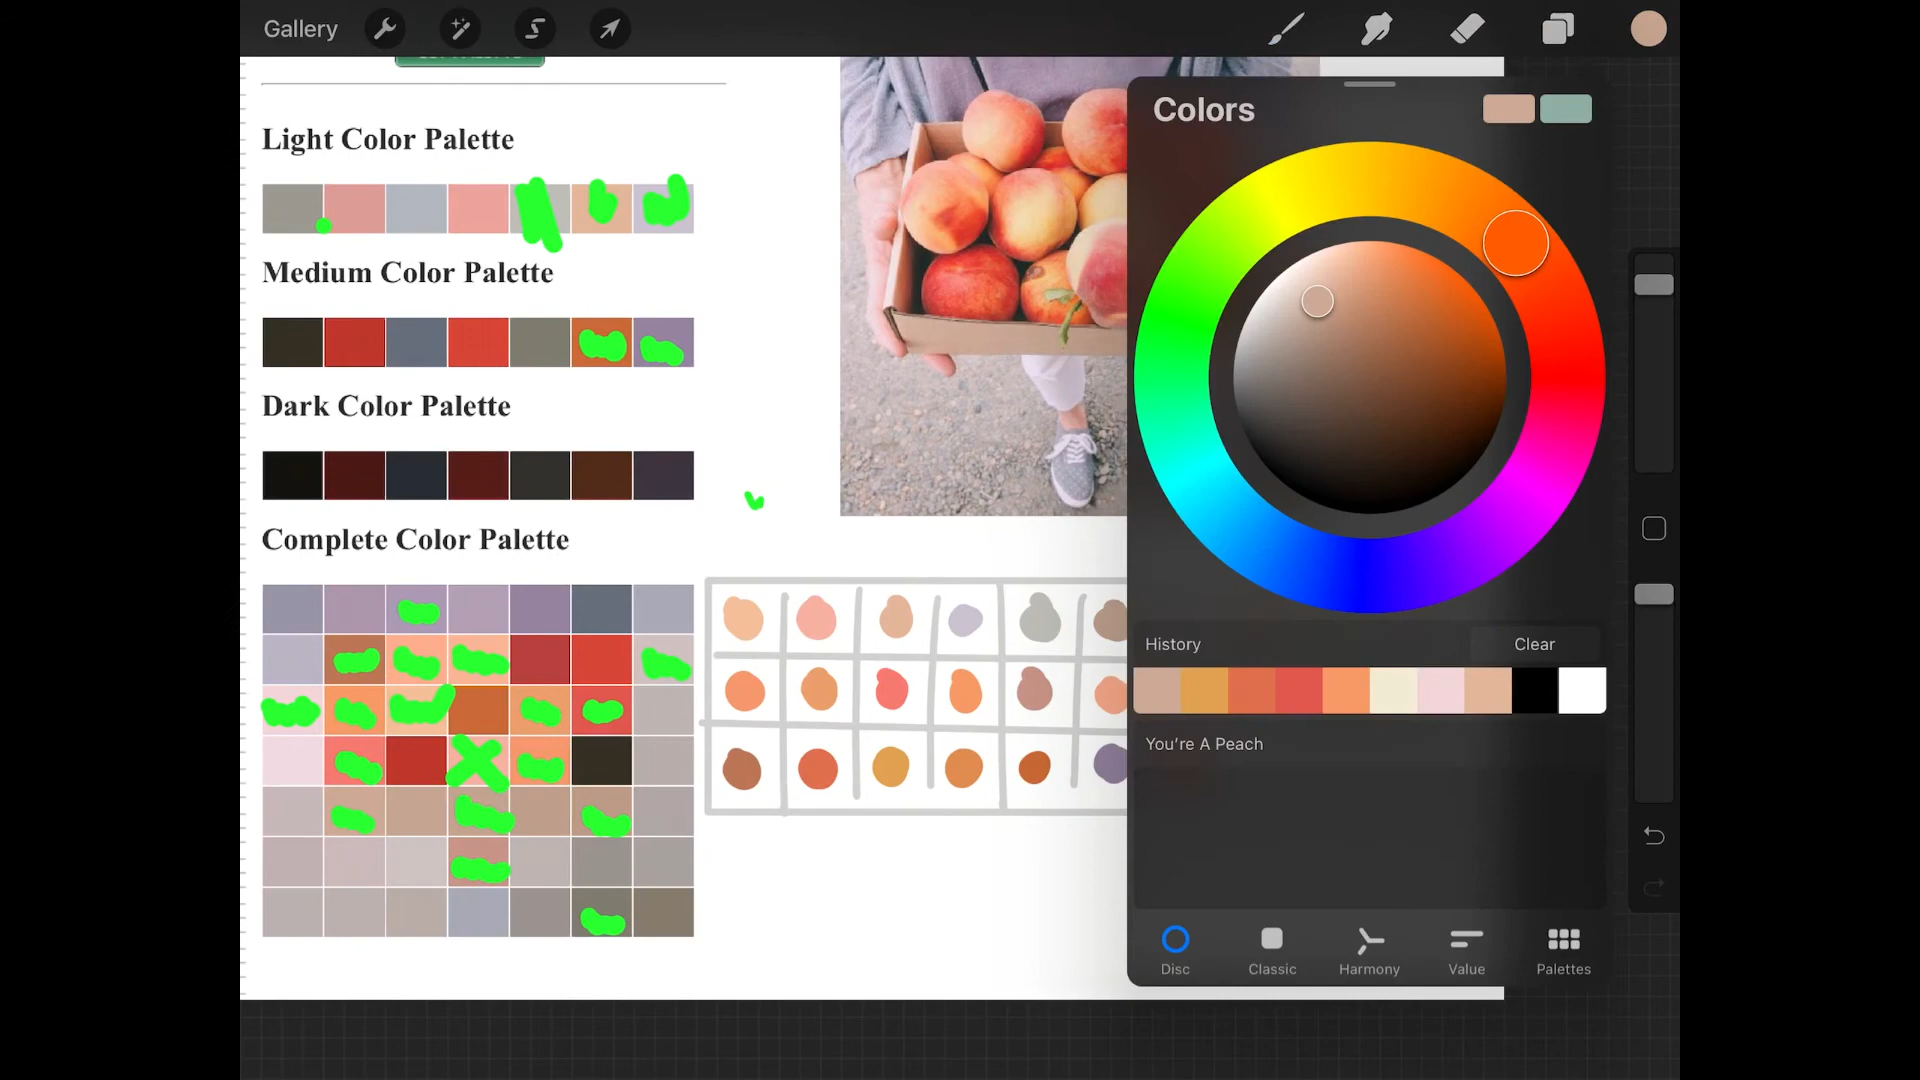 Gallery
Colors
Light Color Palette
Medium Color Palette
Dark Color Palette
Complete Color Palette
History
Clear
You're A Peach
Disc
Classic
Harmony
Value
Palettes